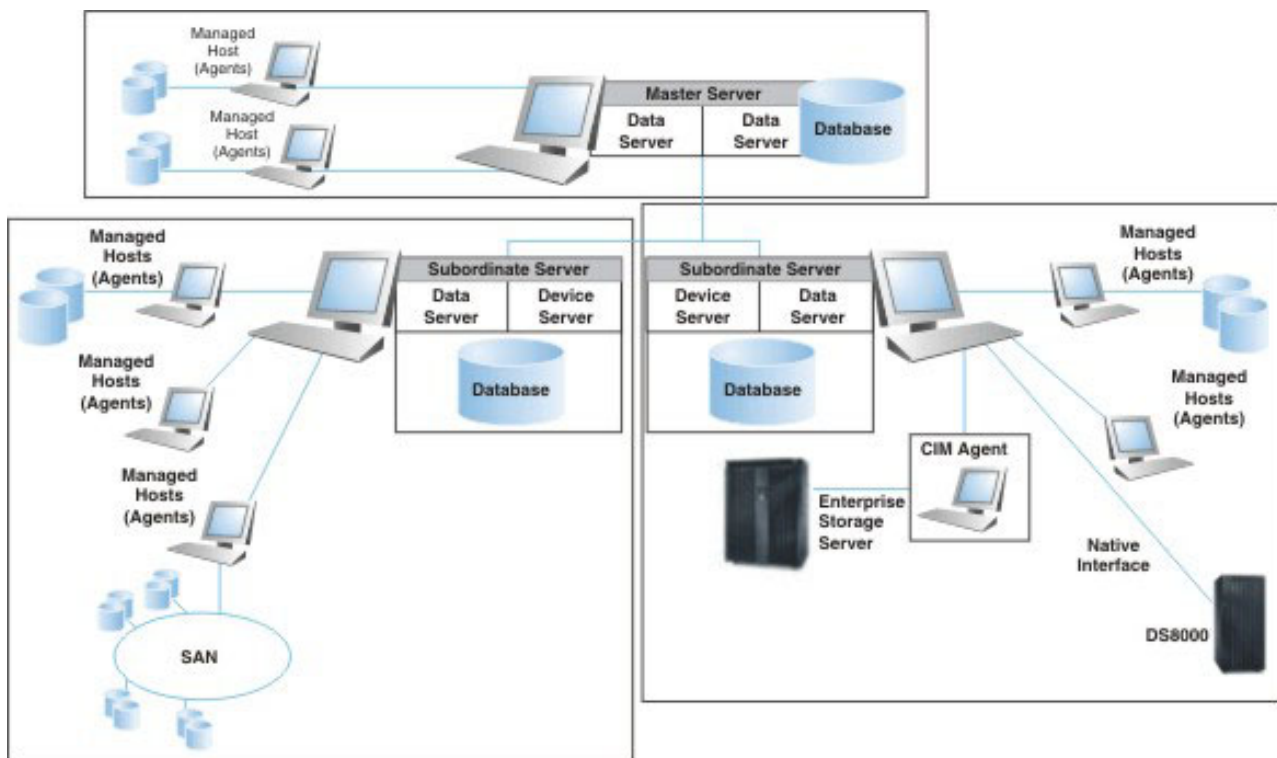 Managed
Host
(Agents)
Managed
Host
(Agents)
Master Server
Data
Server
Data
Server
Database
Managed
Hosts
(Agents)
Managed
Hosts
(Agents)
Managed
Hosts
(Agents)
SAN
Subordinate Server
Data
Server
Device
Server
Database
Subordinate Server
Device
Server
Data
Server
Database
Managed
Hosts
(Agents)
Managed
Hosts
(Agents)
CIM Agent
Enterprise
Storage
Server
Native
Interface
DS8000